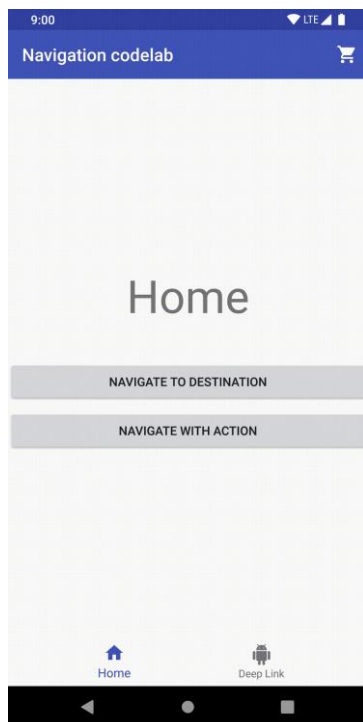 9:00 LTE
Navigation codelab
Home
NAVIGATE TO DESTINATION
NAVIGATE WITH ACTION
Home Deep Link